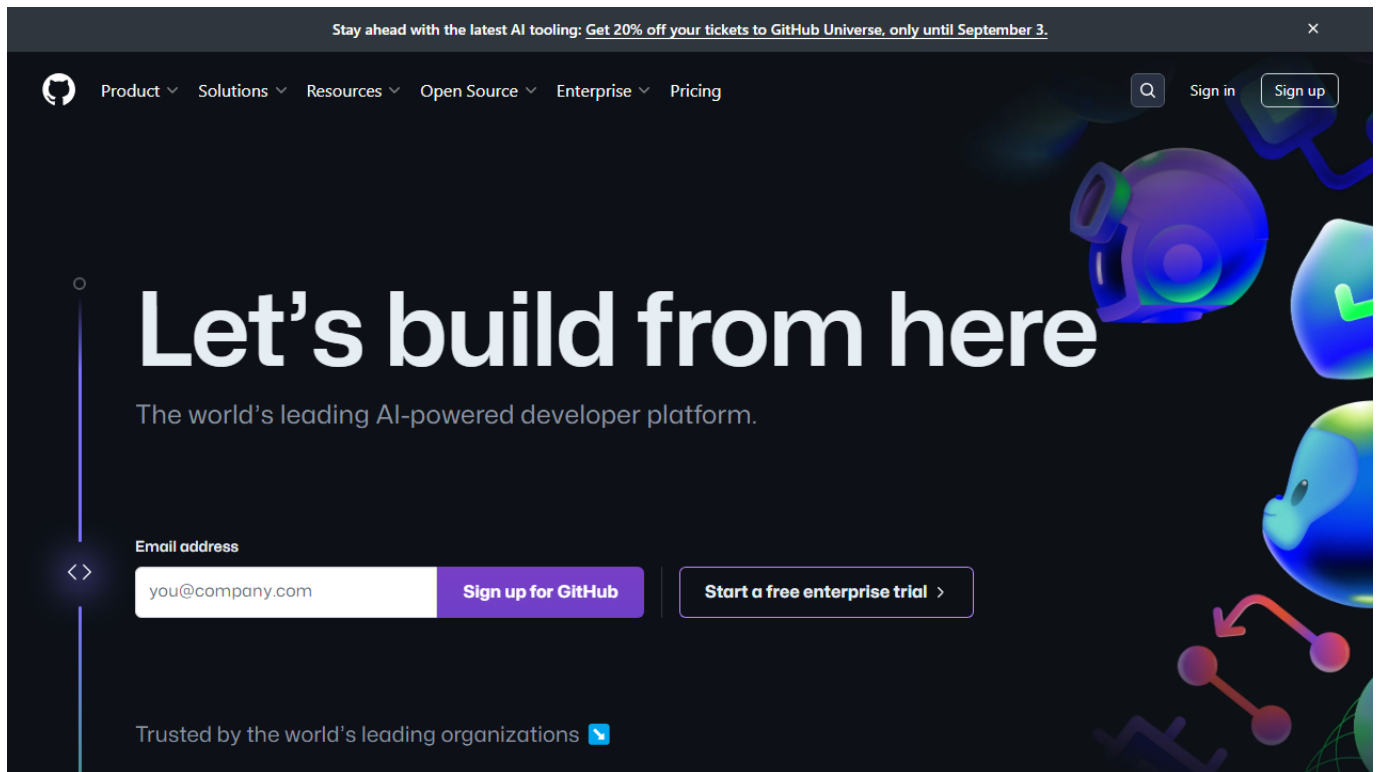 Stay ahead with the latest AI tooling: Get 20% off your tickets to GitHub Universe, only until September 3.
Product Solutions Resources Open Source Enterprise Pricing Sign in Sign up
Let’s build from here
The world’s leading AI-powered developer platform.
Email address
you@company.com Sign up for GitHub Start a free enterprise trial
Trusted by the world’s leading organizations ↘️